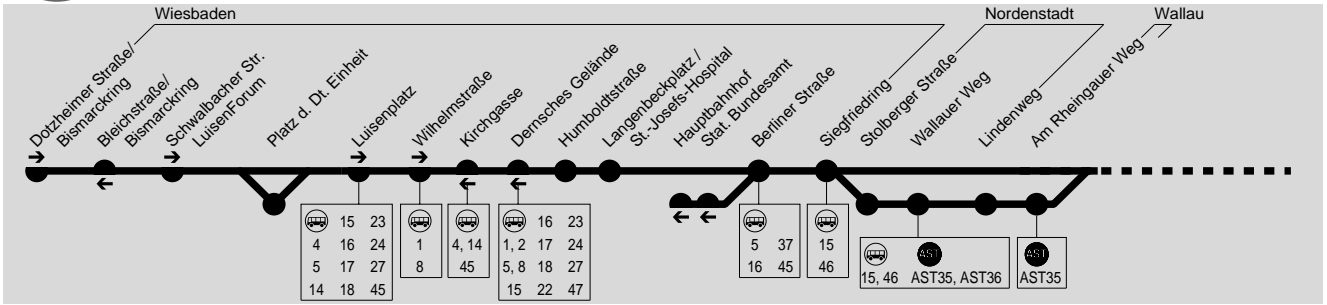 Wiesbaden
Nordenstadt
Wallau
Dotzheimer Straße/
Bismarckring
Bleichstraße/
Bismarckring
Schwalbacher Str.
LuisenForum
Platz d. Dt. Einheit
Luisenplatz
Wilhelmstraße
Kirchgasse
Dernsches Gelände
Humboldtstraße
Langenbeckplatz /
St.-Josefs-Hospital
Hauptbahnhof
Stat. Bundesamt
Berliner Straße
Siegfriedring
Stolberger Straße
Wallauer Weg
Lindenweg
Am Rheingauer Weg
15 23
4 16 24
5 17 27
14 18 45
1
8
4, 14
45
16 23
1, 2 17 24
5, 8 18 27
15 22 47
5 37
16 45
15
46
AST
15, 46 AST35, AST36
AST
AST35